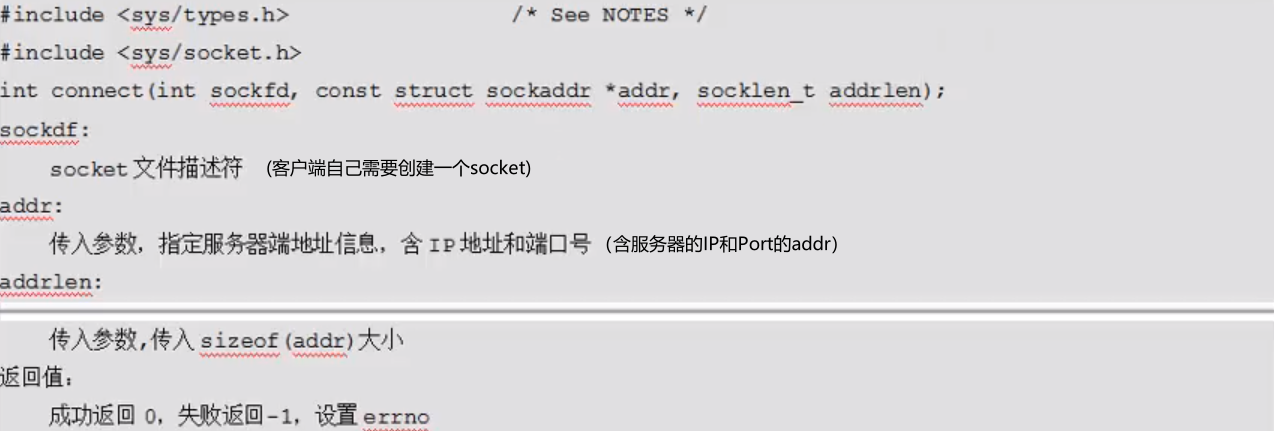 #include <sys/types.h> /* See NOTES */
#include <sys/socket.h>
int connect(int sockfd, const struct sockaddr *addr, socklen_t addrlen);
sockdf:
socket 文件描述符 (客户端自己需要创建一个socket)
addr:
传入参数，指定服务器端地址信息，含 IP 地址和端口号（含服务器的IP和Port的addr）
addrlen:
传入参数,传入 sizeof(addr)大小
返回值：
成功返回 0，失败返回-1，设置 errno